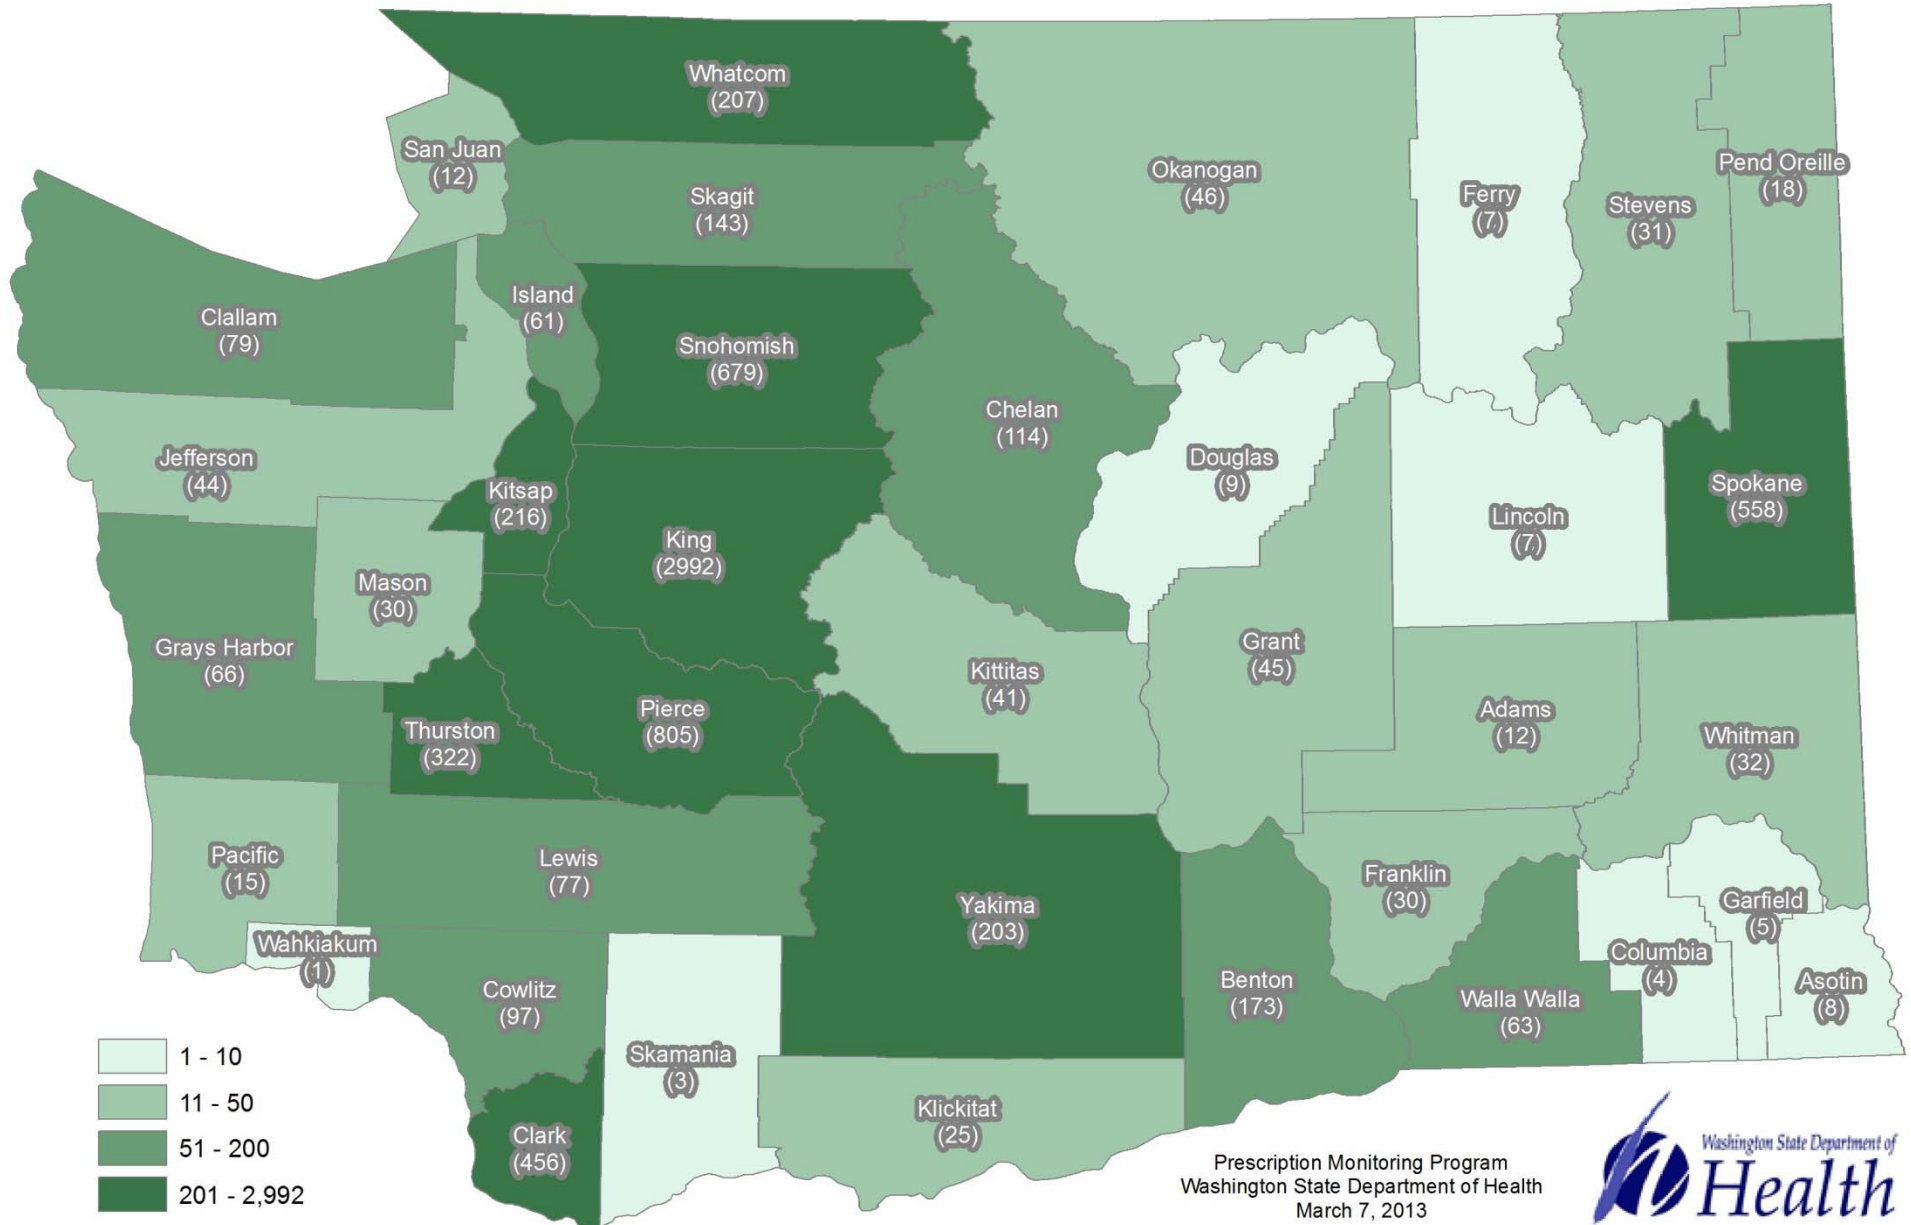 Whatcom
(207)
San Juan
(12)
Skagit
(143)
Okanogan
(46)
Ferry
(7)
Stevens
(31)
Pend Oreille
(18)
Clallam
(79)
Island
(61)
Snohomish
(679)
Chelan
(114)
Jefferson
(44)
Kitsap
(216)
King
(2992)
Douglas
(9)
Lincoln
(7)
Spokane
(558)
Mason
(30)
Grays Harbor
(66)
Thurston
(322)
Pierce
(805)
Kittitas
(41)
Grant
(45)
Adams
(12)
Whitman
(32)
Pacific
(15)
Lewis
(77)
Yakima
(203)
Franklin
(30)
Garfield
(5)
Wahkiakum
(1)
Cowlitz
(97)
Benton
(173)
Walla Walla
(63)
Columbia
(4)
Asotin
(8)
Skamania
(3)
Clark
(456)
Klickitat
(25)
1 - 10
11 - 50
51 - 200
201 - 2,992
Prescription Monitoring Program
Washington State Department of Health
March 7, 2013
Washington State Department of
Health